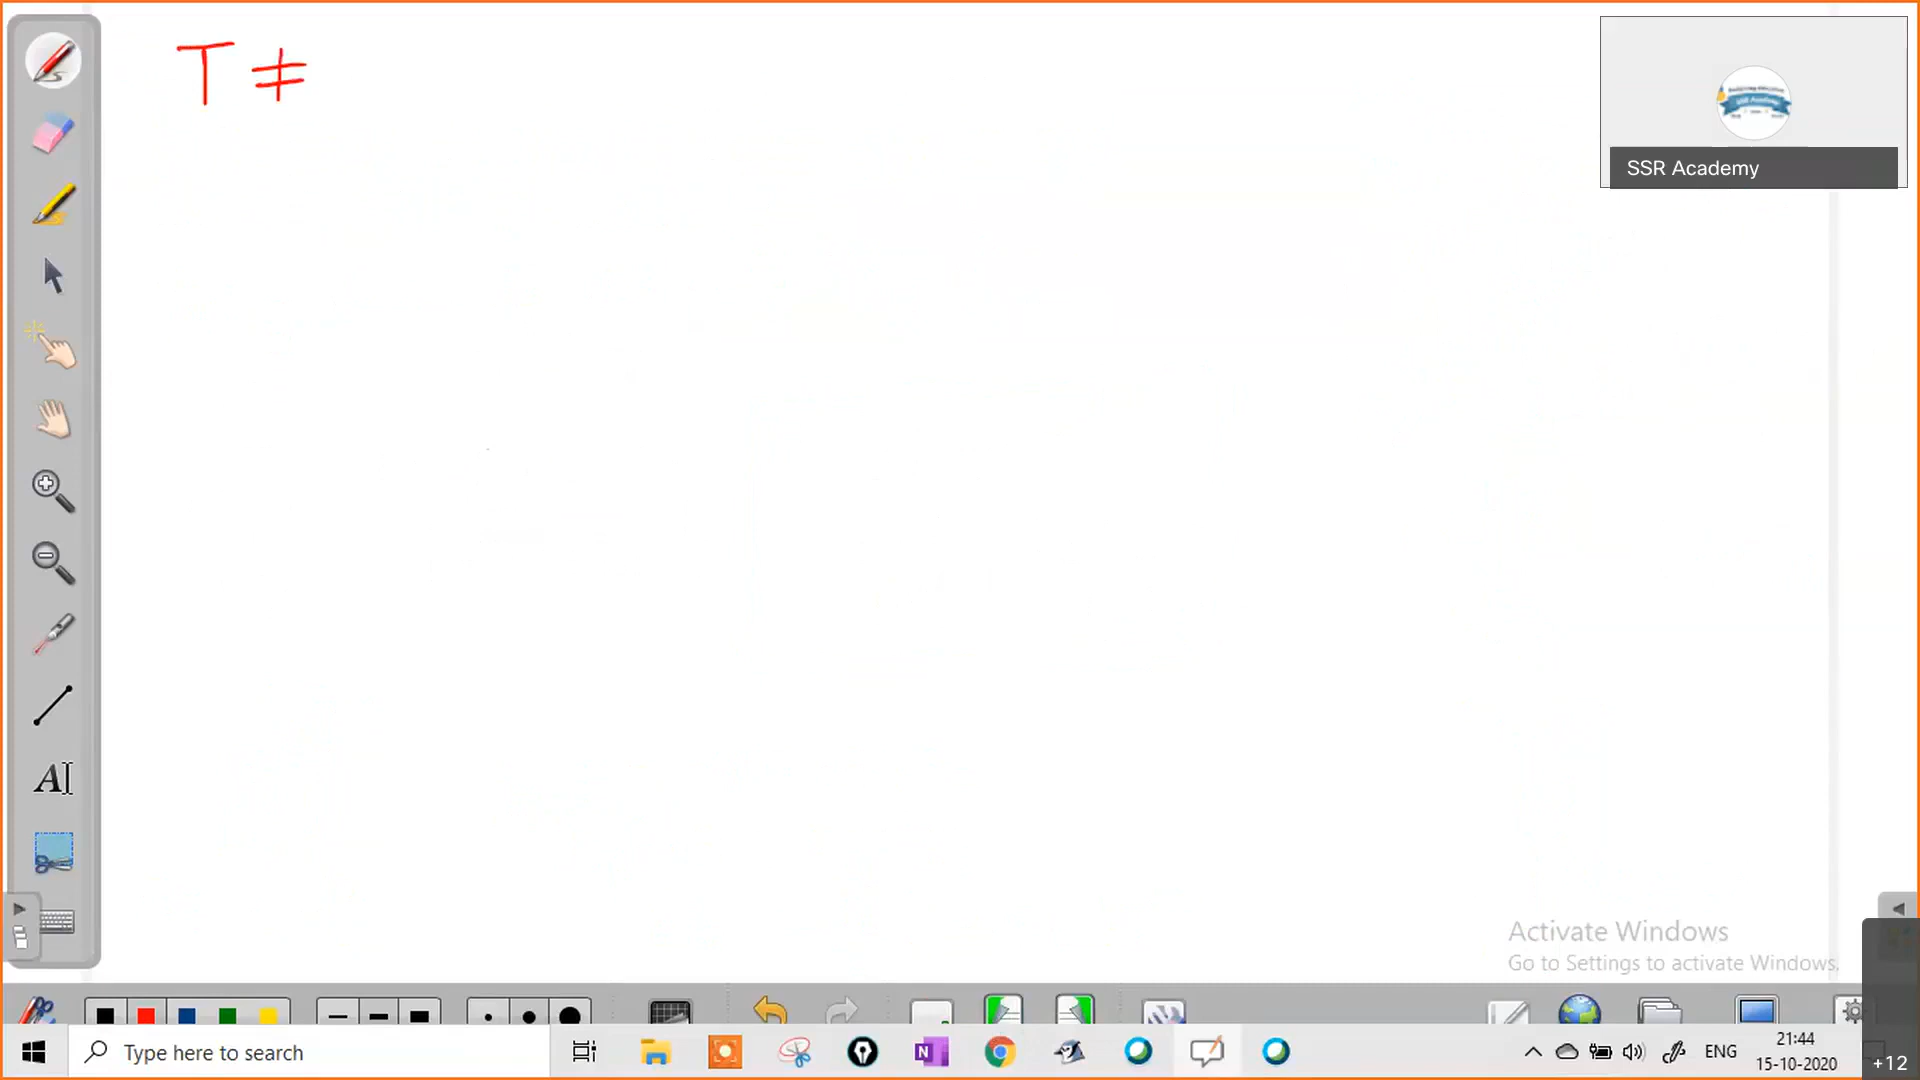 T ≠
SSR Academy
A
Activate Windows
Go to Settings to activate Windows.
Type here to search
N
ENG
21:44
15-10-2020
+12